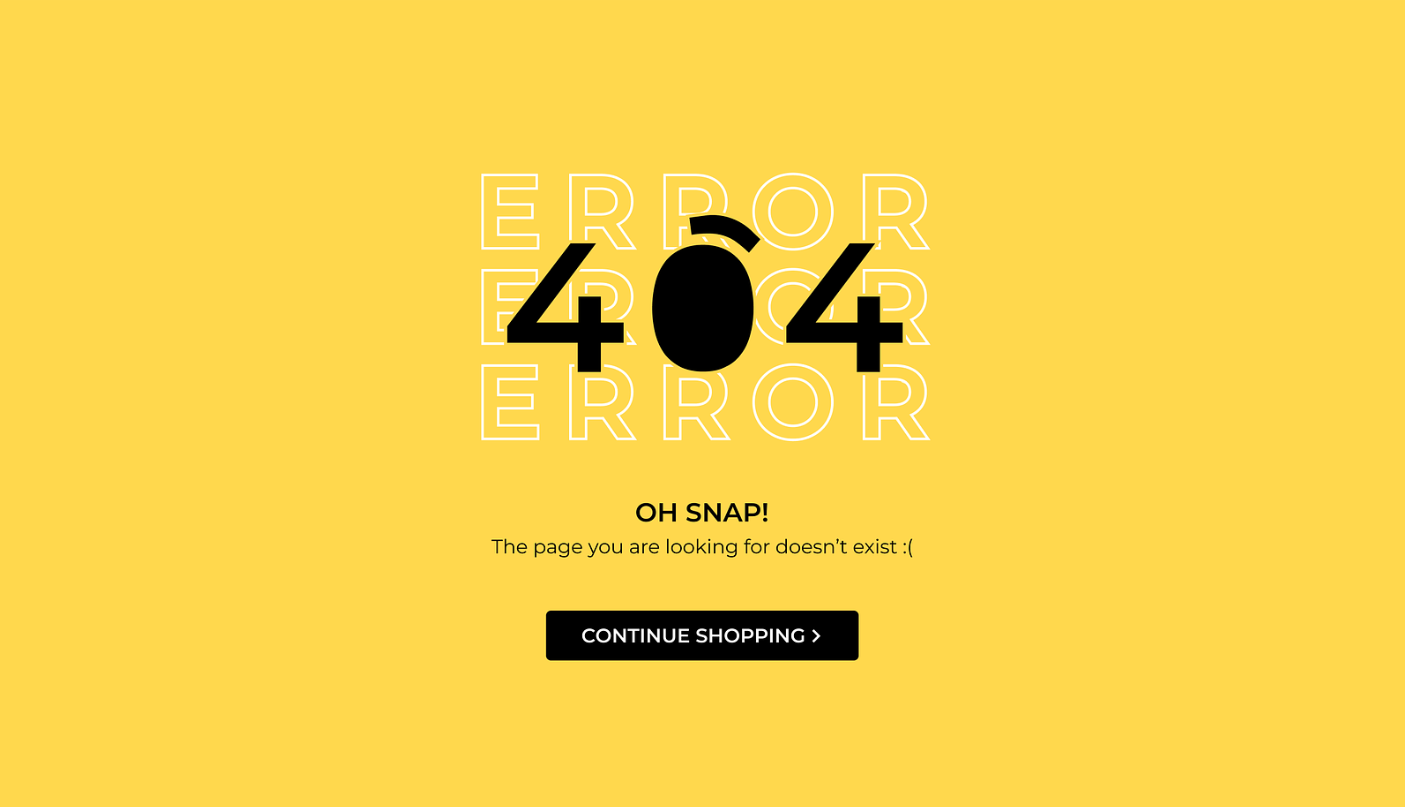 ERROR
ERROR
404
ERROR
OH SNAP!
The page you are looking for doesn’t exist :(
CONTINUE SHOPPING >